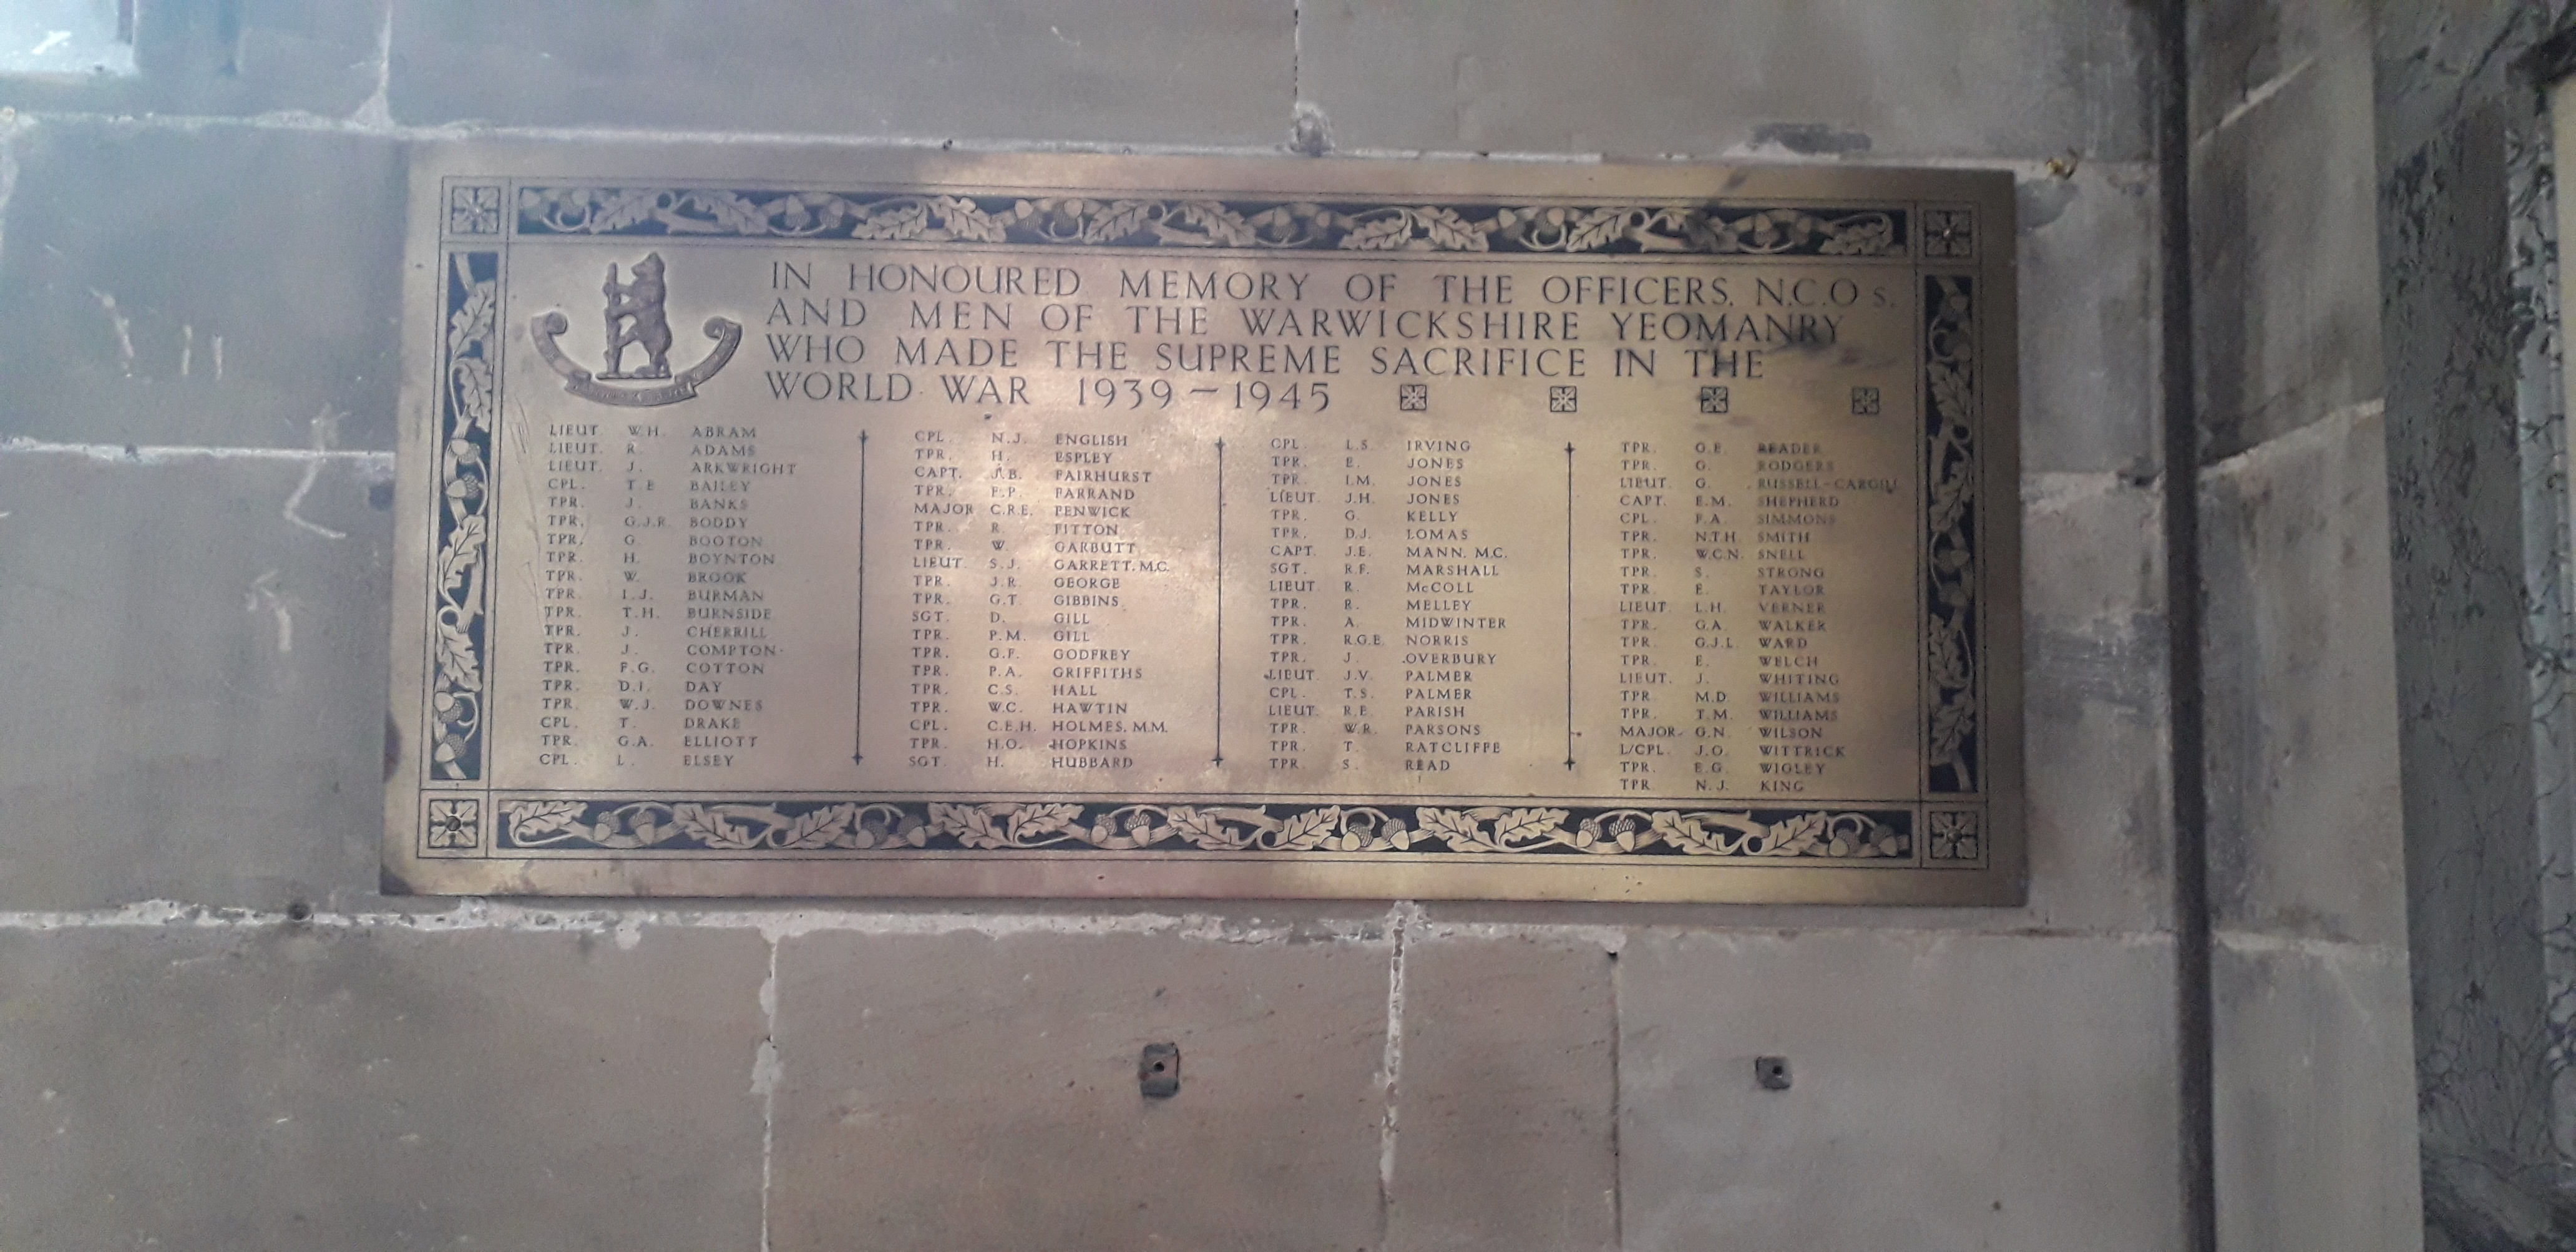 IN HONOURED MEMORY OF THE OFFICERS. N.C.O s.
AND MEN OF THE WARWICKSHIRE YEOMANRY
WHO MADE THE SUPREME SACRIFICE IN THE
WORLD WAR 1939-1945
LIEUT. W.H. ABRAM
LIEUT. R. ADAMS
LIEUT. J. ARKWRIGHT
CPL. T.E BAILEY
TPR. J. BANKS
TPR. G.J.R. BODDY
TPR. G. BOOTON
TPR. H. BOYNTON
TPR. W. BROOK
TPR. I.J. BURMAN
TPR. T.H. BURNSIDE
TPR. J. CHERRILL
TPR. J. COMPTON
TPR. F.G. COTTON
TPR. D.I. DAY
TPR. W.J. DOWNES
CPL. T. DRAKE
TPR. G.A. ELLIOTT
CPL. L. ELSEY
CPL. N.J. ENGLISH
TPR. H. ESPLEY
CAPT. J.B. FAIRHURST
TPR. F.P. FARRAND
MAJOR C.R.E. FENWICK
TPR. R. FITTON
TPR. W. GARBUTT
LIEUT. S.J. GARRETT. M.C.
TPR. J.R. GEORGE
TPR. G.T. GIBBINS
SGT. D. GILL
TPR. P.M. GILL
TPR. G.F. GODFREY
TPR. P.A. GRIFFITHS
TPR. C.S. HALL
TPR. W.C. HAWTIN
CPL. C.E.H. HOLMES. M.M.
TPR. H.O. HOPKINS
SGT. H. HUBBARD
CPL. L.S. IRVING
TPR. E. JONES
TPR. I.M. JONES
LIEUT. J.H. JONES
TPR. G. KELLY
TPR. D.J. LOMAS
CAPT. J.E. MANN. M.C.
SGT. R.F. MARSHALL
LIEUT R. McCOLL
TPR. R. MELLEY
TPR. A. MIDWINTER
TPR. R.G.E. NORRIS
TPR. J. OVERBURY
LIEUT. J.V. PALMER
CPL. T.S. PALMER
LIEUT. R.E. PARISH
TPR. W.R. PARSONS
TPR. T. RATCLIFFE
TPR. S. READ
TPR. G.E. READER
TPR. G. RODGERS
LIEUT. G. RUSSELL-CARGILL
CAPT. E.M. SHEPHERD
CPL. F.A. SIMMONS
TPR. N.T.H. SMITH
TPR. W.C.N. SNELL
TPR. S. STRONG
TPR. E. TAYLOR
LIEUT. L.H. VERNER
TPR. G.A. WALKER
TPR. G.J.L. WARD
TPR. E. WELCH
LIEUT. J. WHITING
TPR. M.D. WILLIAMS
TPR. T.M. WILLIAMS
MAJOR. G.N. WILSON
L/CPL. J.O. WITTRICK
TPR. E.G. WIGLEY
TPR N.J. KING